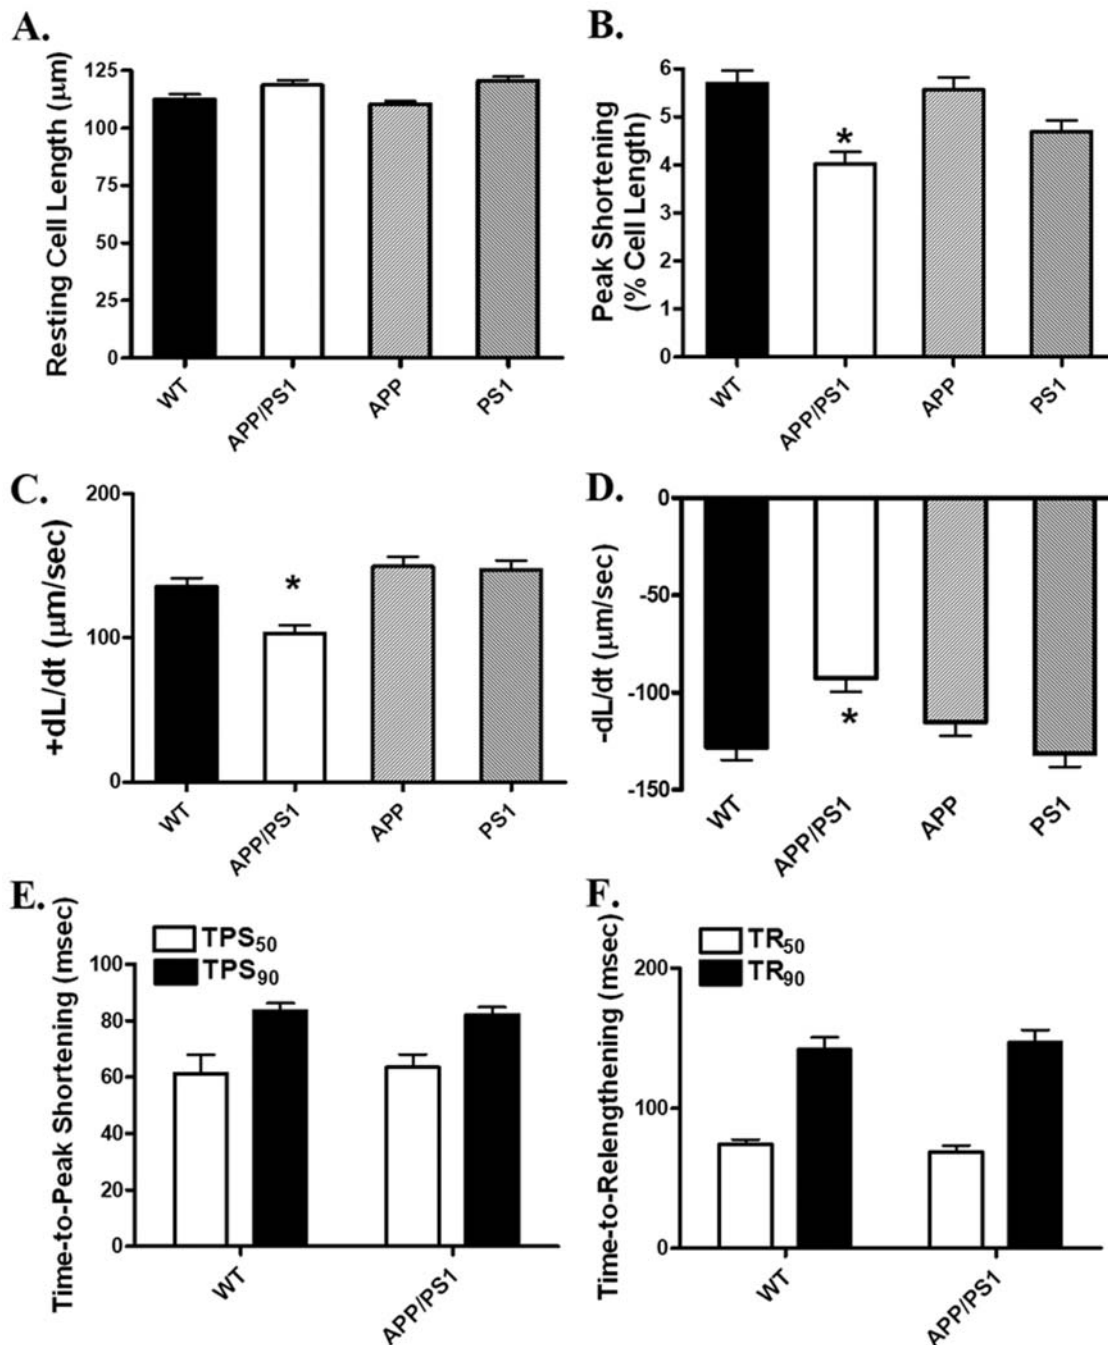 A.
Resting Cell Length (μm)
125
100
75
50
25
0
WT
APP/PS1
APP
PS1
B.
Peak Shortening
(% Cell Length)
6
5
4
3
2
1
0
*
WT
APP/PS1
APP
PS1
C.
+dL/dt (μm/sec)
200
100
0
*
WT
APP/PS1
APP
PS1
D.
-dL/dt (μm/sec)
0
-50
-100
-150
*
WT
APP/PS1
APP
PS1
E.
Time-to-Peak Shortening (msec)
TPS50
TPS90
100
80
60
40
20
0
WT
APP/PS1
F.
Time-to-Relengthening (msec)
TR50
TR90
200
100
0
WT
APP/PS1